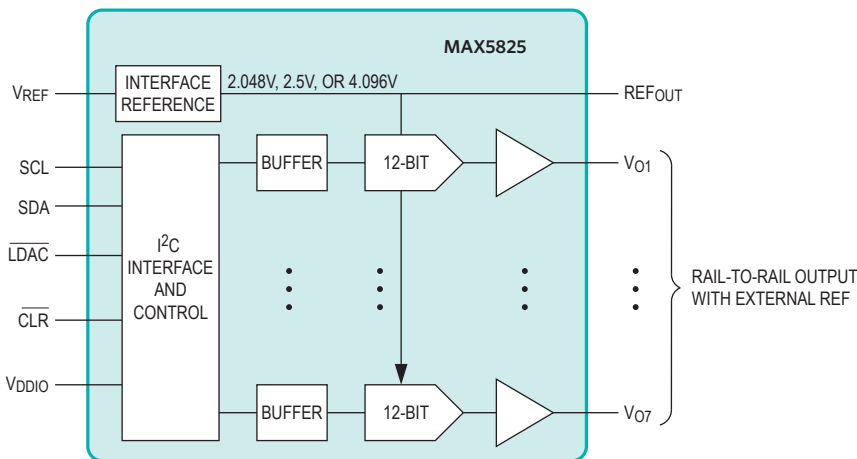 MAX5825
VREF
INTERFACE
REFERENCE
2.048V, 2.5V, OR 4.096V
REFOUT
SCL
SDA
LDAC
CLR
VDDIO
I2C
INTERFACE
AND
CONTROL
BUFFER
12-BIT
VO1
RAIL-TO-RAIL OUTPUT
WITH EXTERNAL REF
BUFFER
12-BIT
VO7